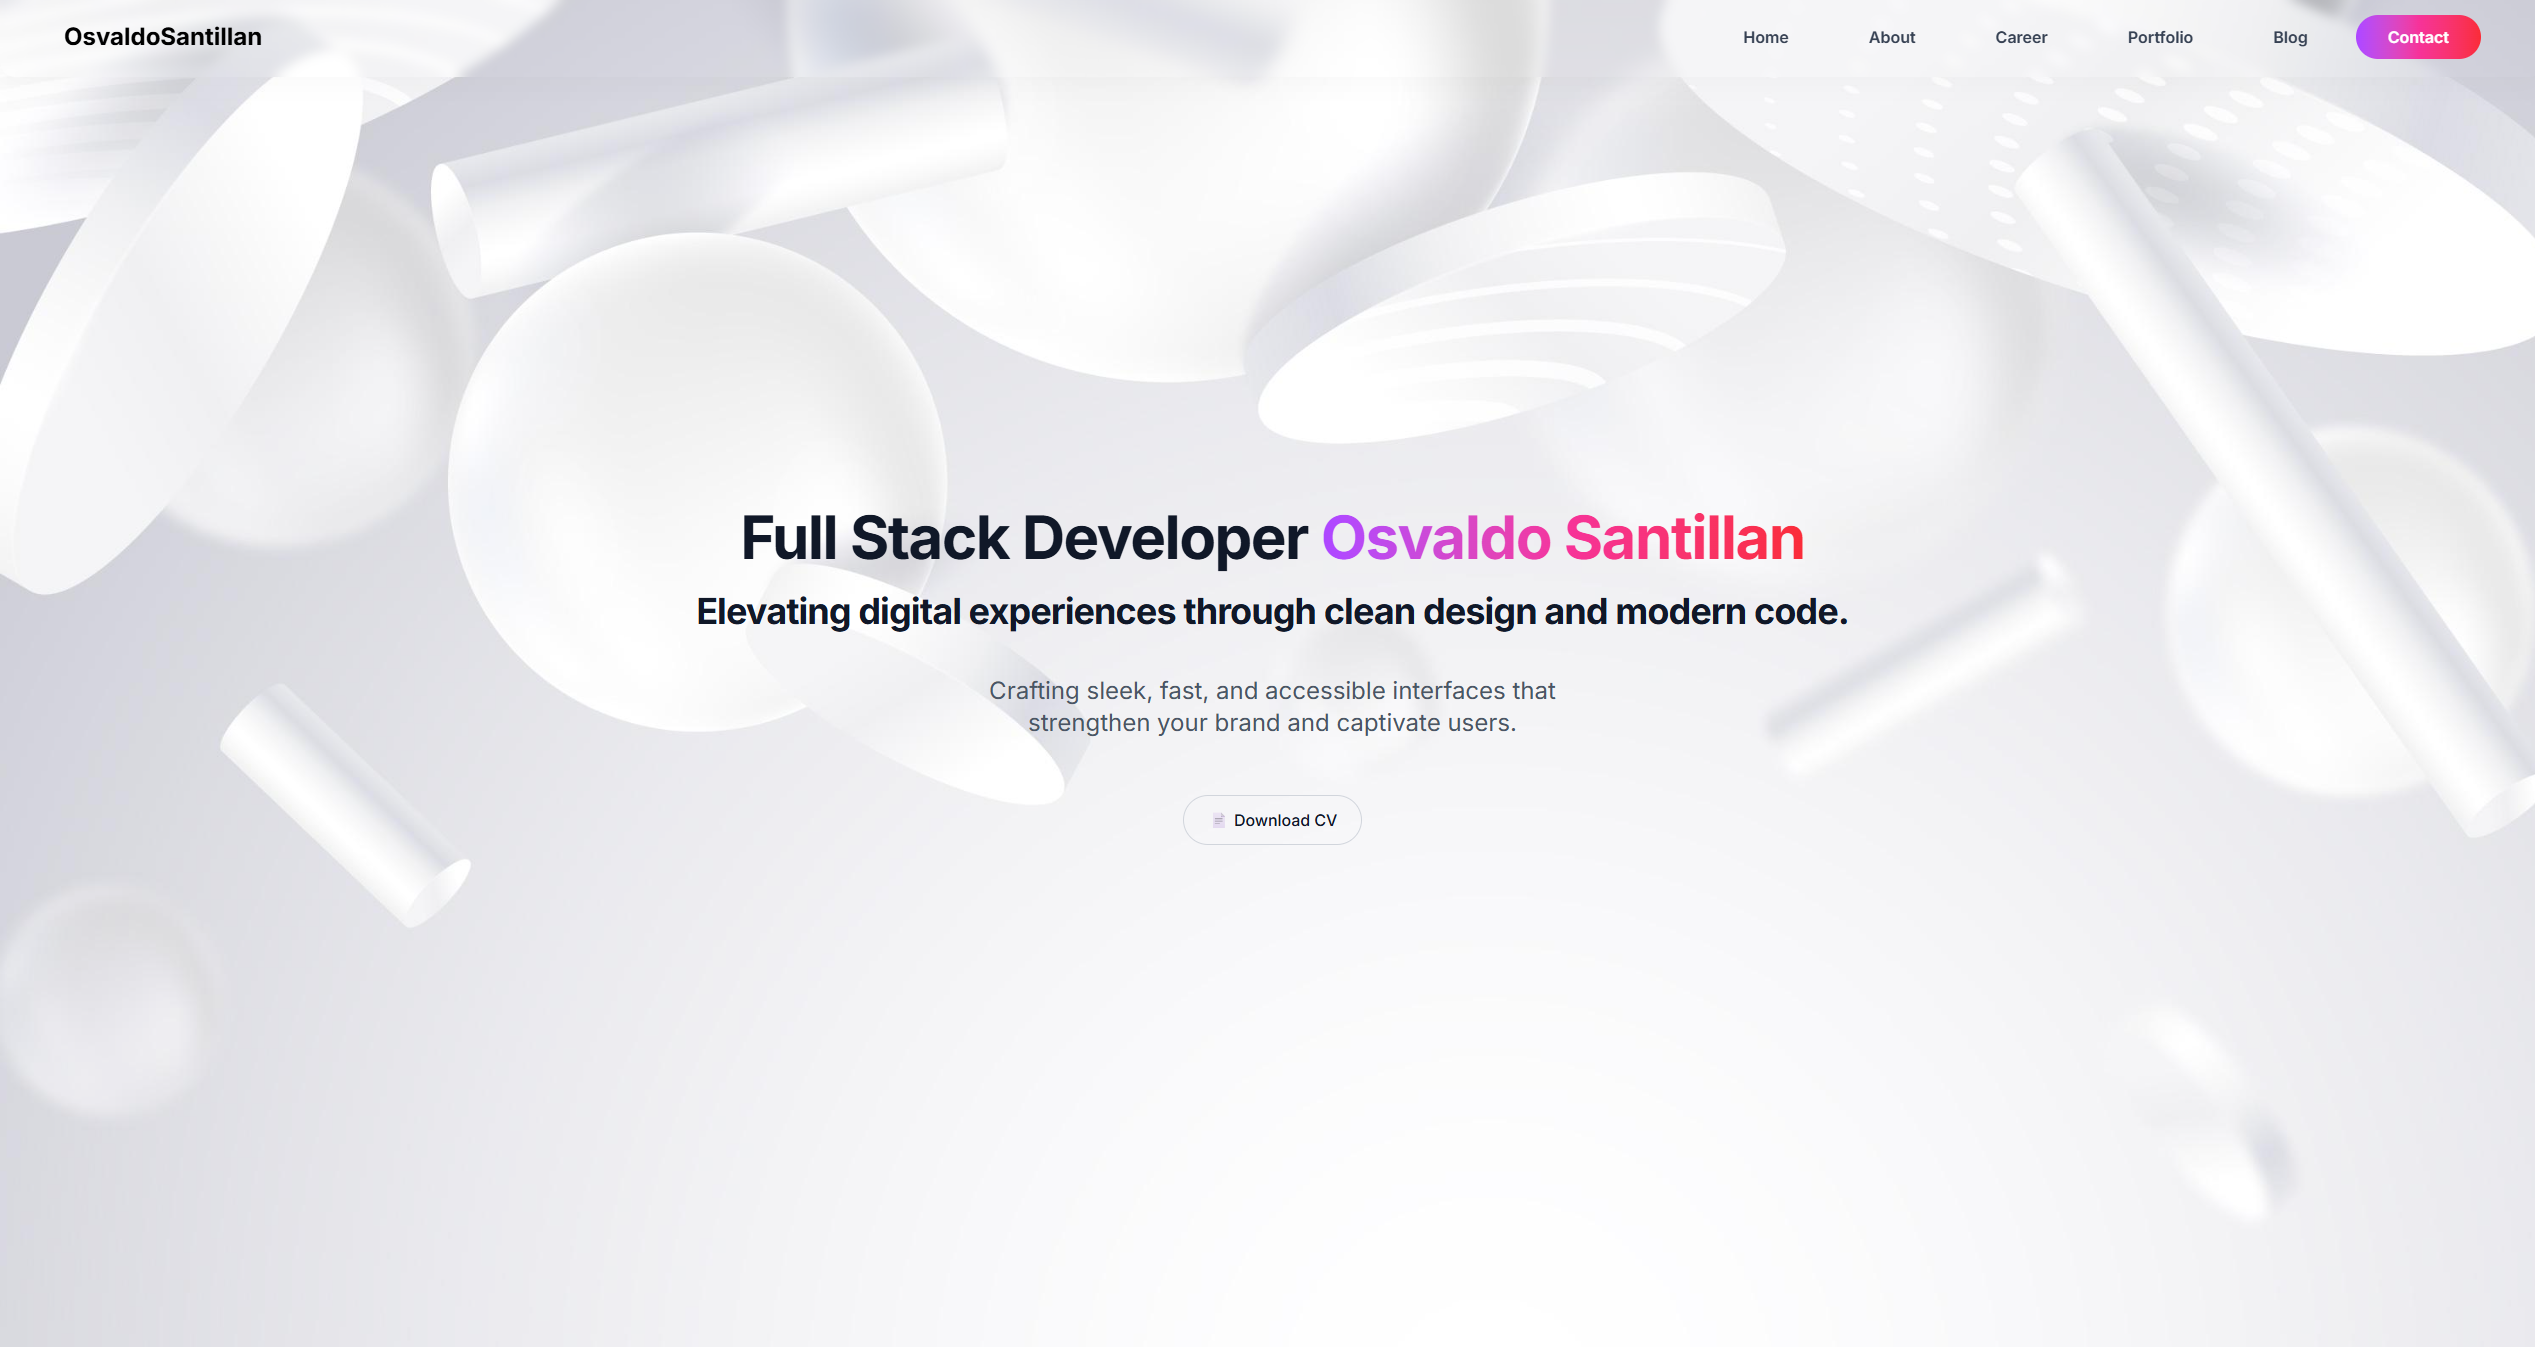 OsvaldoSantillan
Home
About
Career
Portfolio
Blog
Contact
Full Stack Developer Osvaldo Santillan
Elevating digital experiences through clean design and modern code.
Crafting sleek, fast, and accessible interfaces that
strengthen your brand and captivate users.
Download CV